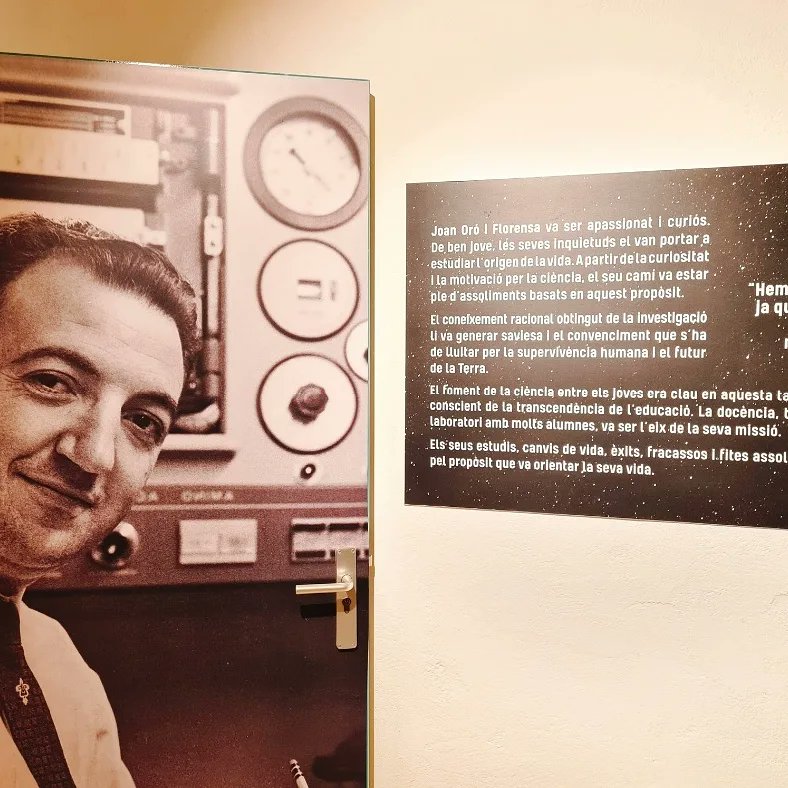 Joan Oró i Florensa va ser apassionat i curiós.
De ben jove, les seves inquietuds el van portar a
estudiar l'origen de la vida. A partir de la curiositat
i la motivació per la ciència, el seu camí va estar
ple d'assoliments basats en aquest propòsit.
El coneixement racional obtingut de la investigació
li va generar saviesa i el convenciment que s'ha
de lluitar per la supervivència humana i el futur
de la Terra.
El foment de la ciència entre els joves era clau en aquesta
conscient de la transcendència de l'educació. La docència,
laboratori amb molts alumnes, va ser l'eix de la seva missió.
Els seus estudis, canvis de vida, èxits, fracassos i fites
pel propòsit que va orientar la seva vida.
"Hem
ja